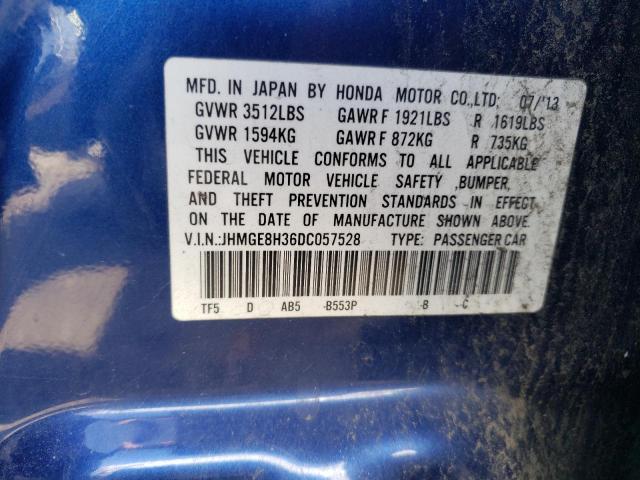 MFD. IN JAPAN BY HONDA MOTOR CO.,LTD: 07/'13
GVWR 3512LBS GAWR F 1921LBS R 1619LBS
GVWR 1594KG GAWR F 872KG R 735KG
THIS VEHICLE CONFORMS TO ALL APPLICABLE
FEDERAL MOTOR VEHICLE SAFETY ,BUMPER,
AND THEFT PREVENTION STANDARDS IN EFFECT
ON THE DATE OF MANUFACTURE SHOWN ABOVE.
V.I.N.:JHMGE8H36DC057528 TYPE: PASSENGER CAR
TF5 D AB5 B553P B C